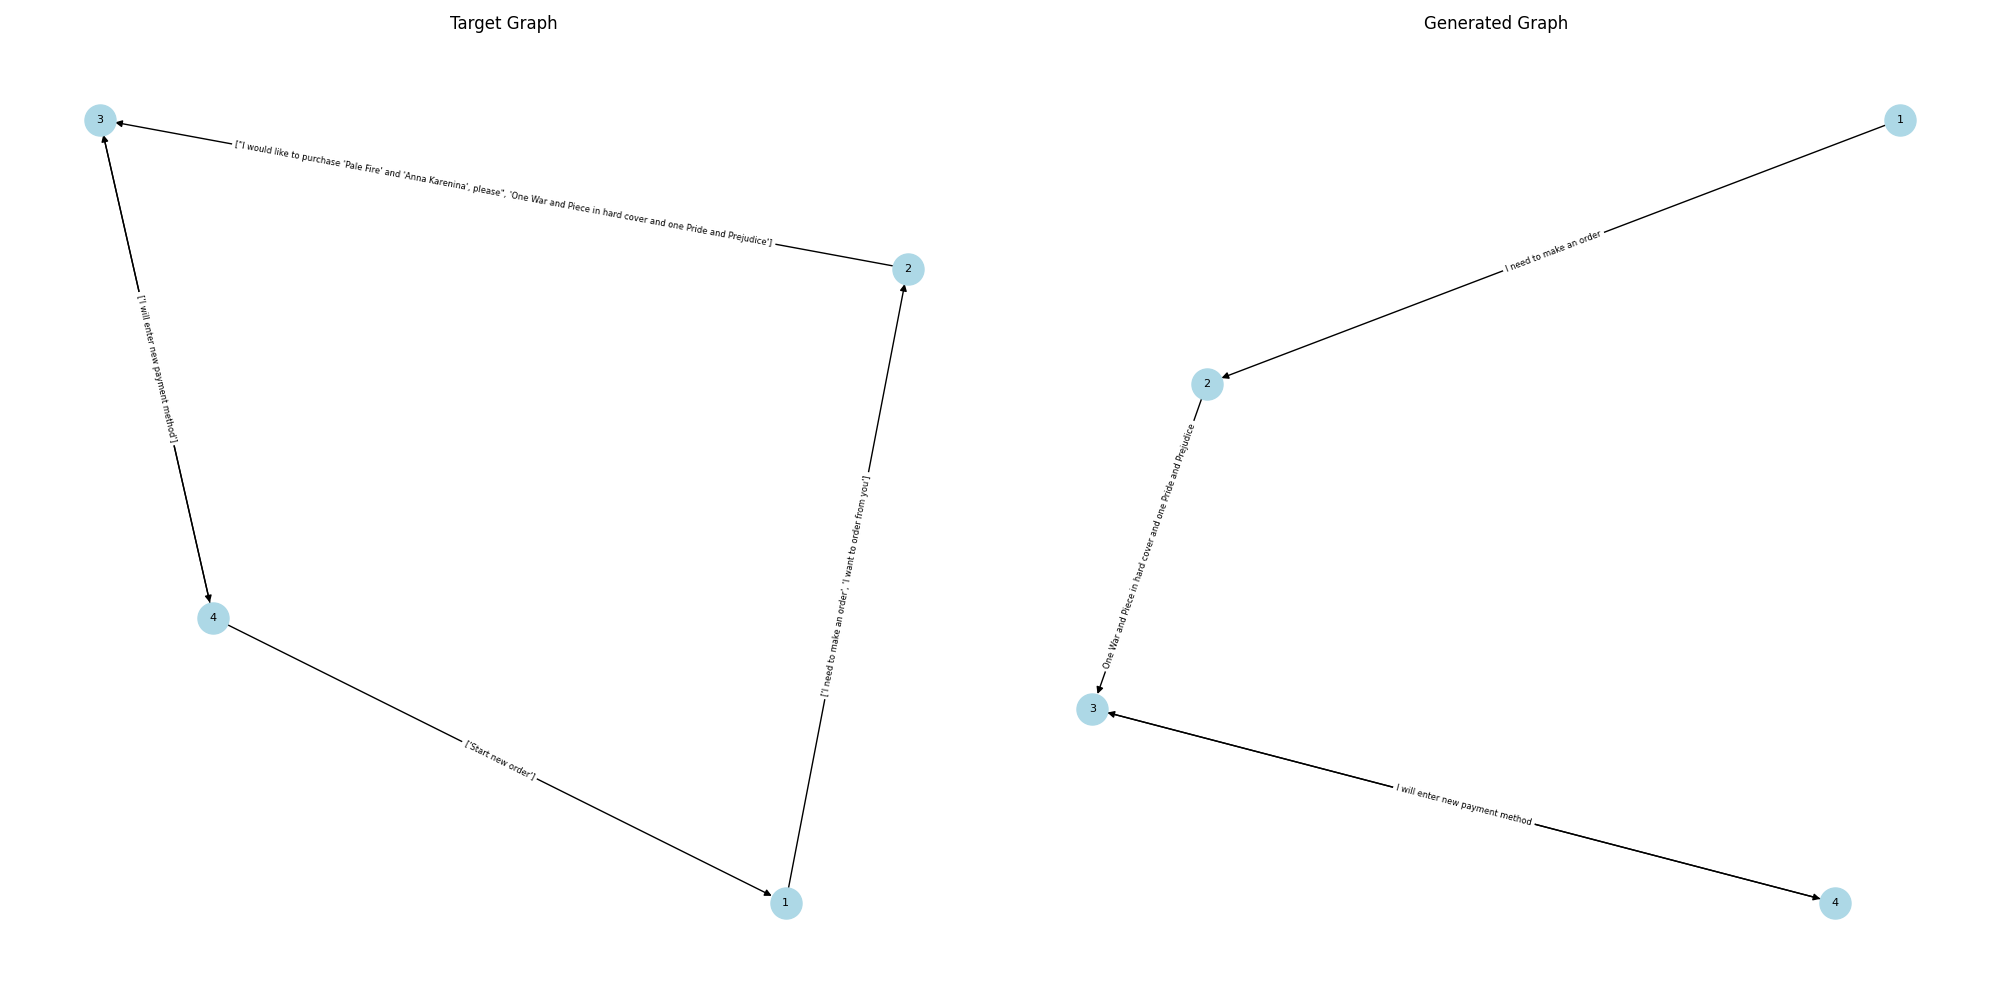 Target Graph
3
["I would like to purchase 'Pale Fire' and 'Anna Karenina', please", 'One War and Piece in hard cover and one Pride and Prejudice']
2
['I will enter new payment method']
['I need to make an order', 'I want to order from you']
4
['Start new order']
1
Generated Graph
1
I need to make an order
2
One War and Piece in hard cover and one Pride and Prejudice
3
I will enter new payment method
4